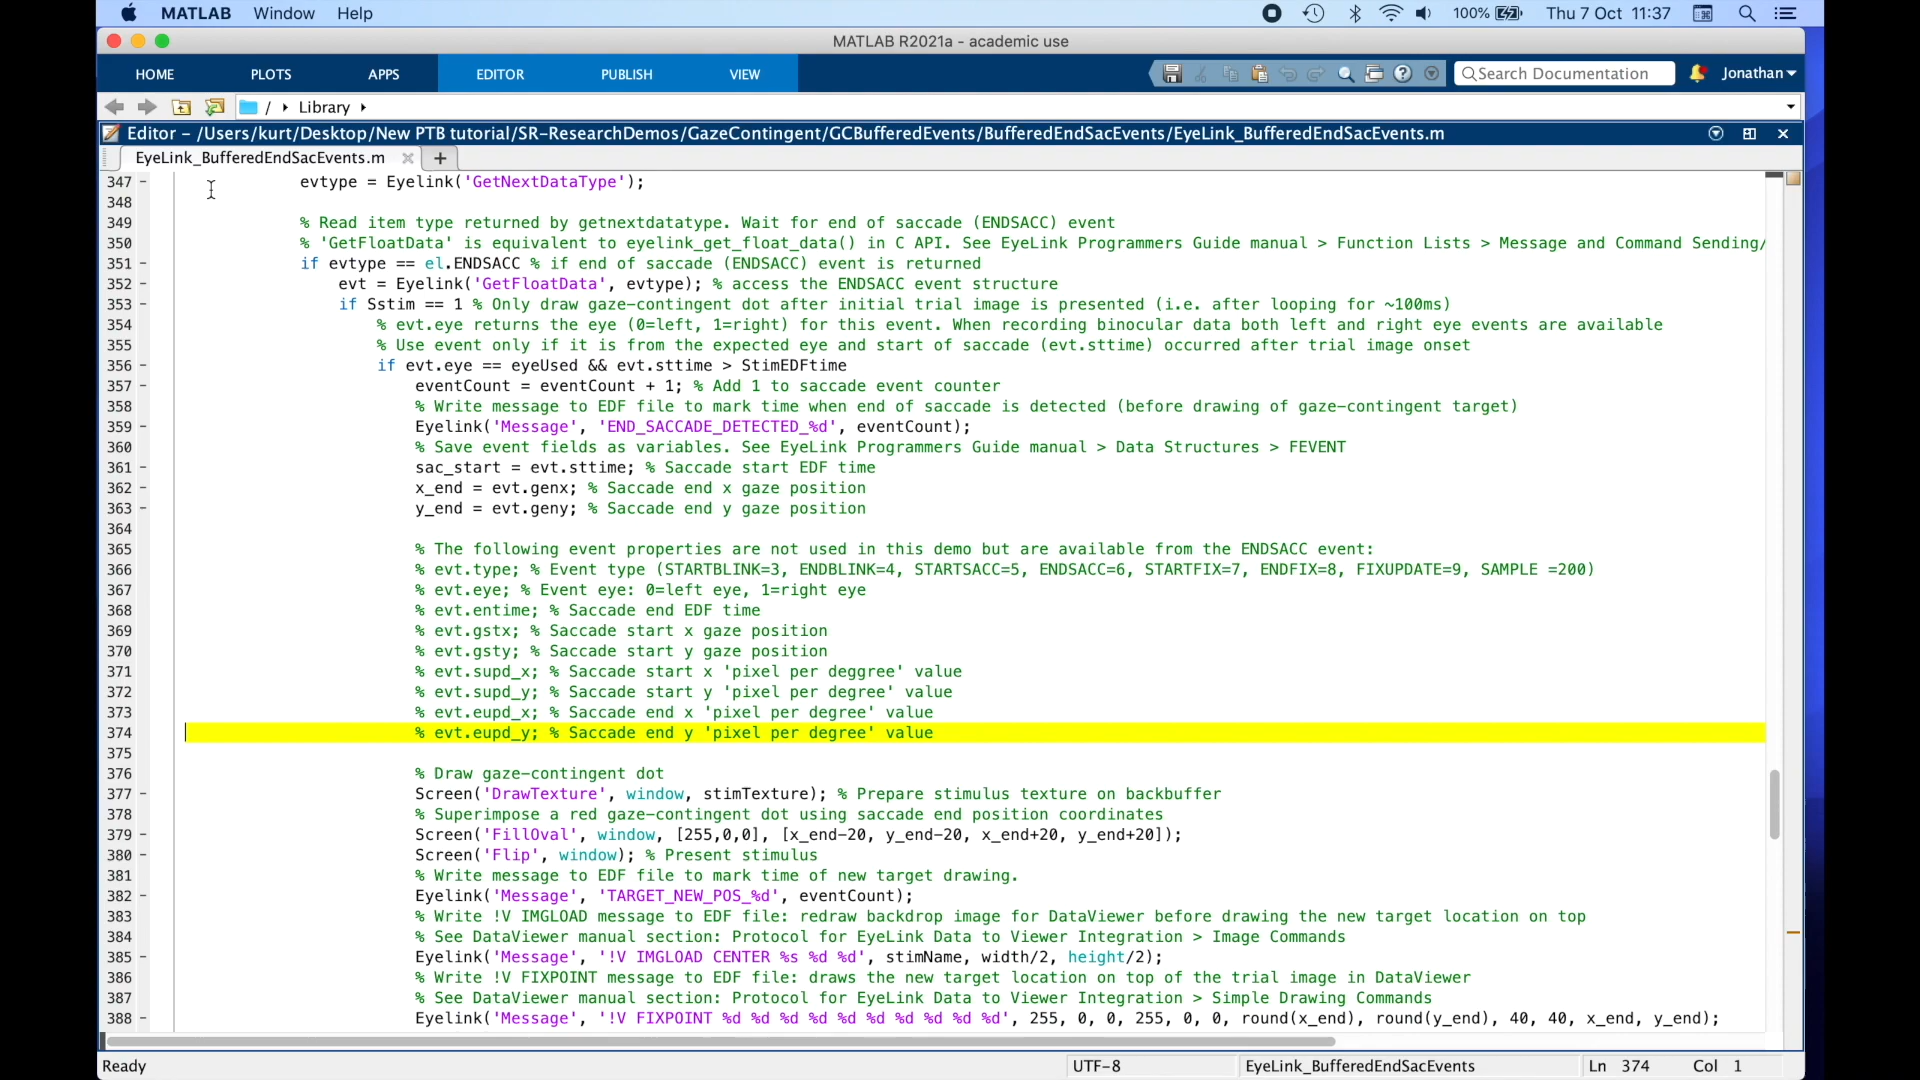 MATLAB Window Help 100% Thu 7 Oct 11:37
MATLAB R2021a - academic use
HOME PLOTS APPS EDITOR PUBLISH VIEW Search Documentation Jonathan
/ Library
Editor - /Users/kurt/Desktop/New PTB tutorial/SR-ResearchDemos/GazeContingent/GCBufferedEvents/BufferedEndSacEvents/EyeLink_BufferedEndSacEvents.m
EyeLink_BufferedEndSacEvents.m
347 - evtype = Eyelink('GetNextDataType');
348
349 % Read item type returned by getnextdatatype. Wait for end of saccade (ENDSACC) event
350 % 'GetFloatData' is equivalent to eyelink_get_float_data() in C API. See EyeLink Programmers Guide manual > Function Lists > Message and Command Sending/
351 - if evtype == el.ENDSACC % if end of saccade (ENDSACC) event is returned
352 - evt = Eyelink('GetFloatData', evtype); % access the ENDSACC event structure
353 - if Sstim == 1 % Only draw gaze-contingent dot after initial trial image is presented (i.e. after looping for ~100ms)
354 % evt.eye returns the eye (0=left, 1=right) for this event. When recording binocular data both left and right eye events are available
355 % Use event only if it is from the expected eye and start of saccade (evt.sttime) occurred after trial image onset
356 - if evt.eye == eyeUsed && evt.sttime > StimEDFtime
357 - eventCount = eventCount + 1; % Add 1 to saccade event counter
358 % Write message to EDF file to mark time when end of saccade is detected (before drawing of gaze-contingent target)
359 - Eyelink('Message', 'END_SACCADE_DETECTED_%d', eventCount);
360 % Save event fields as variables. See EyeLink Programmers Guide manual > Data Structures > FEVENT
361 - sac_start = evt.sttime; % Saccade start EDF time
362 - x_end = evt.genx; % Saccade end x gaze position
363 - y_end = evt.geny; % Saccade end y gaze position
364
365 % The following event properties are not used in this demo but are available from the ENDSACC event:
366 % evt.type; % Event type (STARTBLINK=3, ENDBLINK=4, STARTSACC=5, ENDSACC=6, STARTFIX=7, ENDFIX=8, FIXUPDATE=9, SAMPLE =200)
367 % evt.eye; % Event eye: 0=left eye, 1=right eye
368 % evt.entime; % Saccade end EDF time
369 % evt.gstx; % Saccade start x gaze position
370 % evt.gsty; % Saccade start y gaze position
371 % evt.supd_x; % Saccade start x 'pixel per deggree' value
372 % evt.supd_y; % Saccade start y 'pixel per degree' value
373 % evt.eupd_x; % Saccade end x 'pixel per degree' value
374 % evt.eupd_y; % Saccade end y 'pixel per degree' value
375
376 % Draw gaze-contingent dot
377 - Screen('DrawTexture', window, stimTexture); % Prepare stimulus texture on backbuffer
378 % Superimpose a red gaze-contingent dot using saccade end position coordinates
379 - Screen('FillOval', window, [255,0,0], [x_end-20, y_end-20, x_end+20, y_end+20]);
380 - Screen('Flip', window); % Present stimulus
381 % Write message to EDF file to mark time of new target drawing.
382 - Eyelink('Message', 'TARGET_NEW_POS_%d', eventCount);
383 % Write !V IMGLOAD message to EDF file: redraw backdrop image for DataViewer before drawing the new target location on top
384 % See DataViewer manual section: Protocol for EyeLink Data to Viewer Integration > Image Commands
385 - Eyelink('Message', '!V IMGLOAD CENTER %s %d %d', stimName, width/2, height/2);
386 % Write !V FIXPOINT message to EDF file: draws the new target location on top of the trial image in DataViewer
387 % See DataViewer manual section: Protocol for EyeLink Data to Viewer Integration > Simple Drawing Commands
388 - Eyelink('Message', '!V FIXPOINT %d %d %d %d %d %d %d %d %d %d', 255, 0, 0, 255, 0, 0, round(x_end), round(y_end), 40, 40, x_end, y_end);
Ready UTF-8 EyeLink_BufferedEndSacEvents Ln 374 Col 1